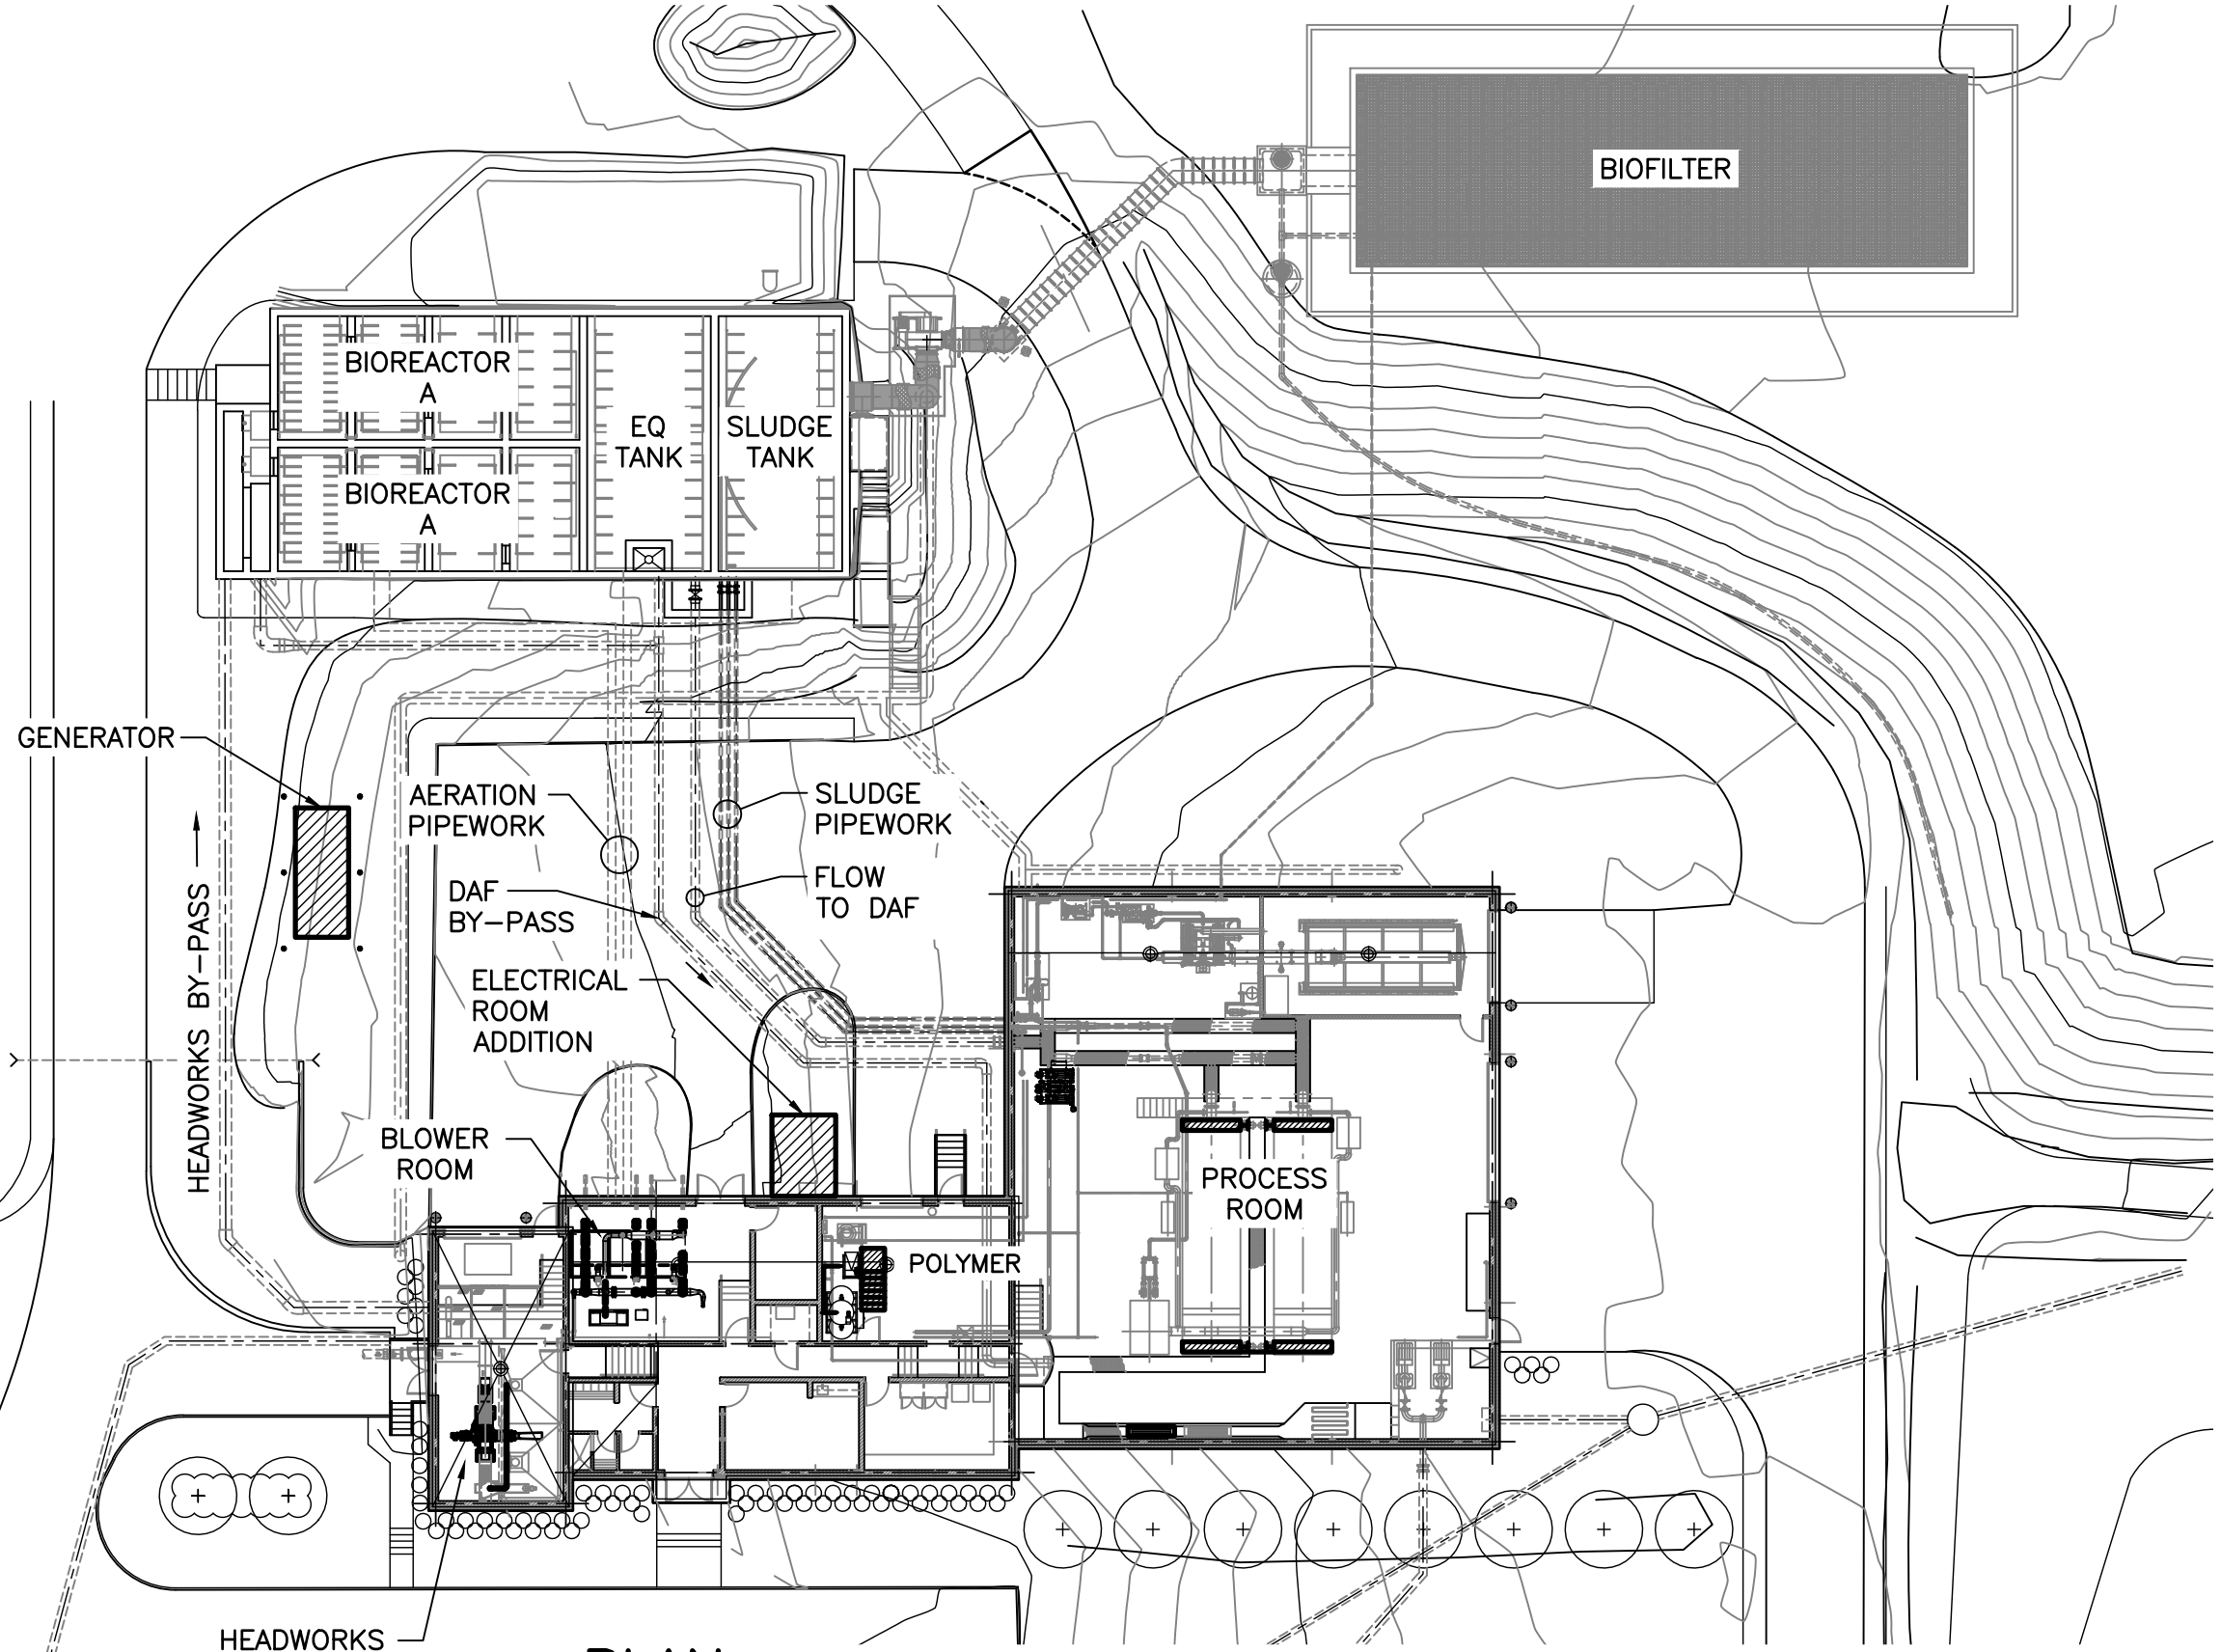 BIOFILTER
BIOREACTOR
A
EQ
TANK
SLUDGE
TANK
BIOREACTOR
A
GENERATOR
AERATION
PIPEWORK
SLUDGE
PIPEWORK
DAF
BY-PASS
FLOW
TO DAF
HEADWORKS BY-PASS
ELECTRICAL
ROOM
ADDITION
BLOWER
ROOM
PROCESS
ROOM
POLYMER
HEADWORKS